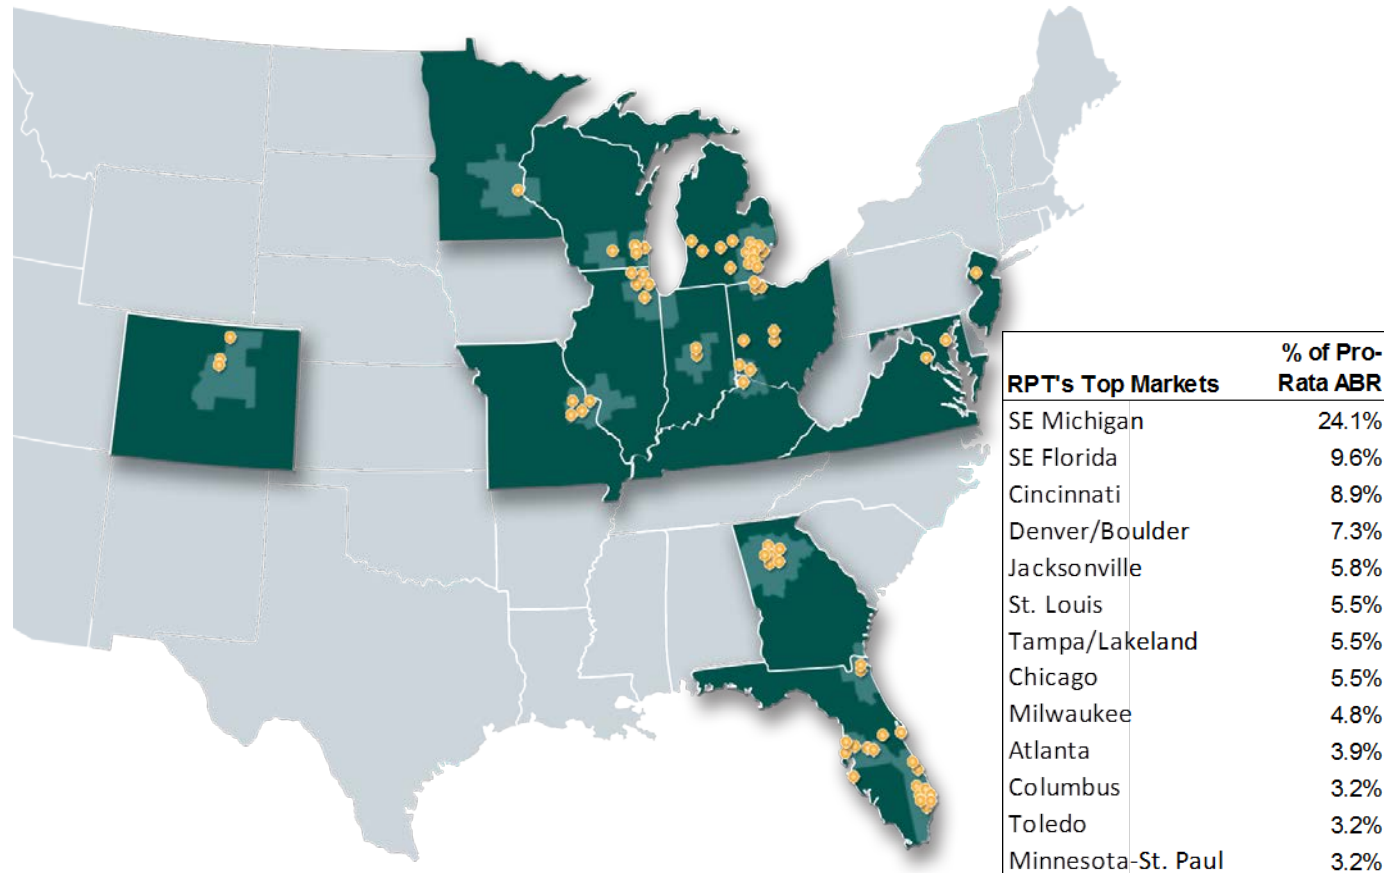 % of Pro-
RPT's Top Markets Rata ABR
SE Michigan 24.1%
SE Florida 9.6%
Cincinnati 8.9%
Denver/Boulder 7.3%
Jacksonville 5.8%
St. Louis 5.5%
Tampa/Lakeland 5.5%
Chicago 5.5%
Milwaukee 4.8%
Atlanta 3.9%
Columbus 3.2%
Toledo 3.2%
Minnesota-St. Paul 3.2%